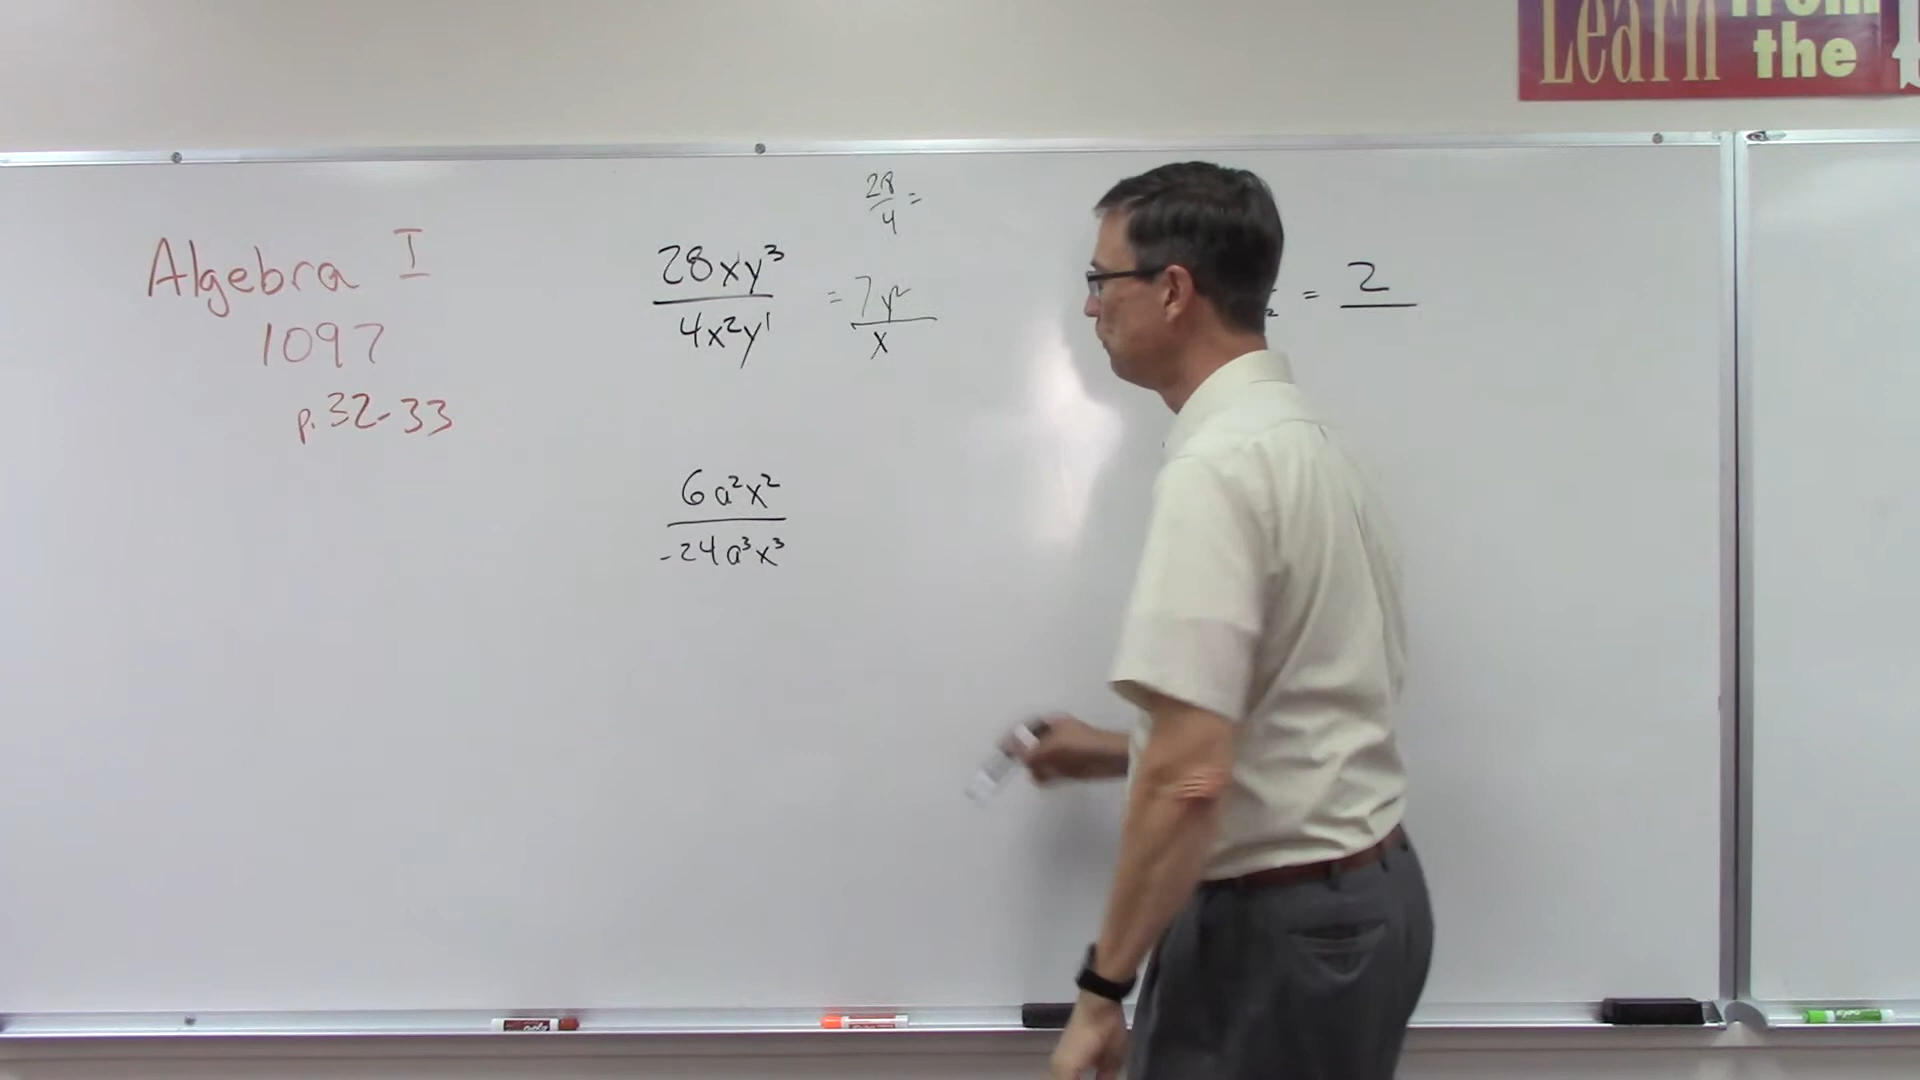 Learn from
the
Algebra I
1097
p. 32-33
28/4 =
28xy³/4x²y¹ = 7y²/x
= 2/
6a²x²/-24a³x³